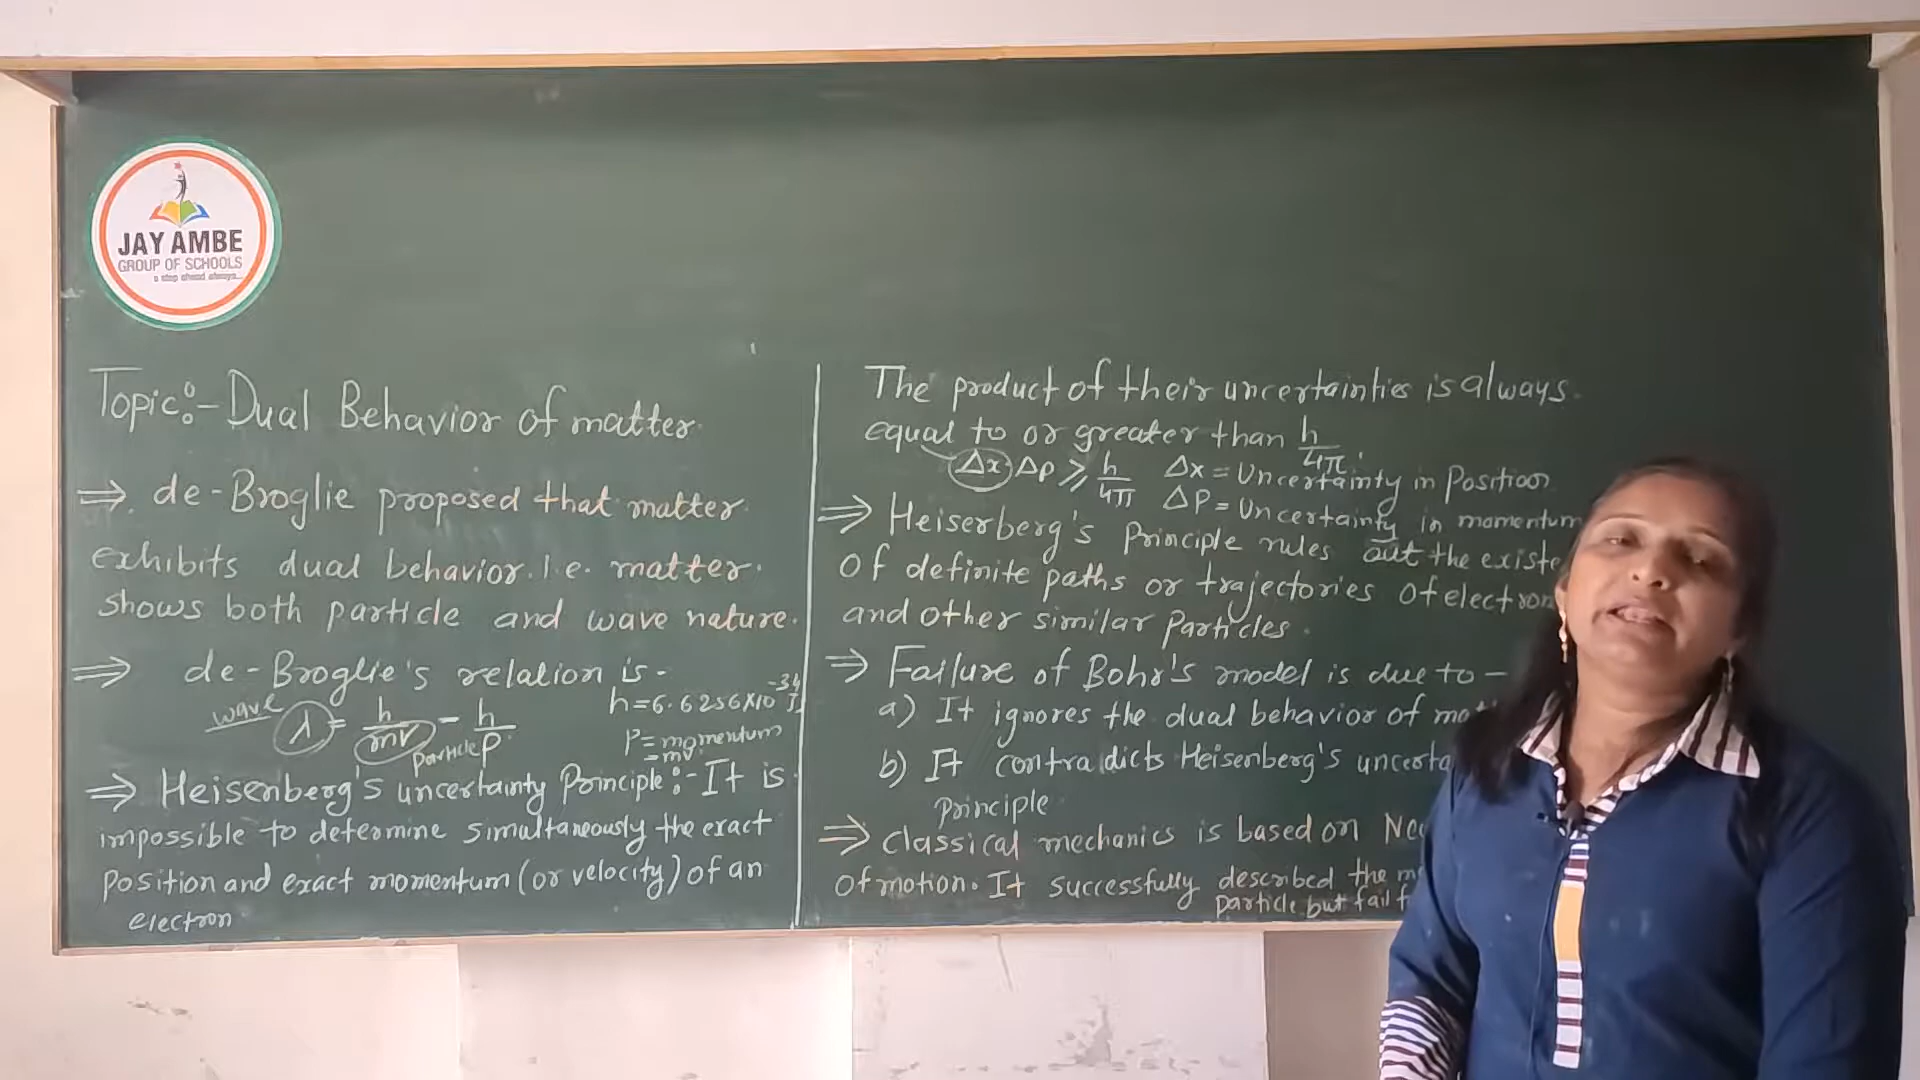 JAY AMBE
GROUP OF SCHOOLS
a step ahead always...
Topic:- Dual Behavior of matter.
⇒ de-Broglie proposed that matter
exhibits dual behavior. i.e. matter
shows both particle and wave nature.
⇒ de-Broglie's relation is-
wave λ = h/mv = h/P
particle
h=6.6256×10⁻³⁴ Js
P=momentum
=mv
⇒ Heisenberg's uncertainty Principle:- It is
impossible to determine simultaneously the exact
Position and exact momentum (or velocity) of an
electron
The product of their uncertainties is always
equal to or greater than h/4π.
Δx Δp ≥ h/4π
Δx = Uncertainty in Position
ΔP = Uncertainty in momentum
⇒ Heiserberg's Principle rules out the existe
Of definite paths or trajectories of electron
and other similar Particles.
⇒ Failure of Bohr's model is due to -
a) It ignores the dual behavior of mat
b) It contradicts Heisenberg's uncerta
Principle
⇒ Classical mechanics is based on New
Of motion. It successfully described the m
particle but fail f